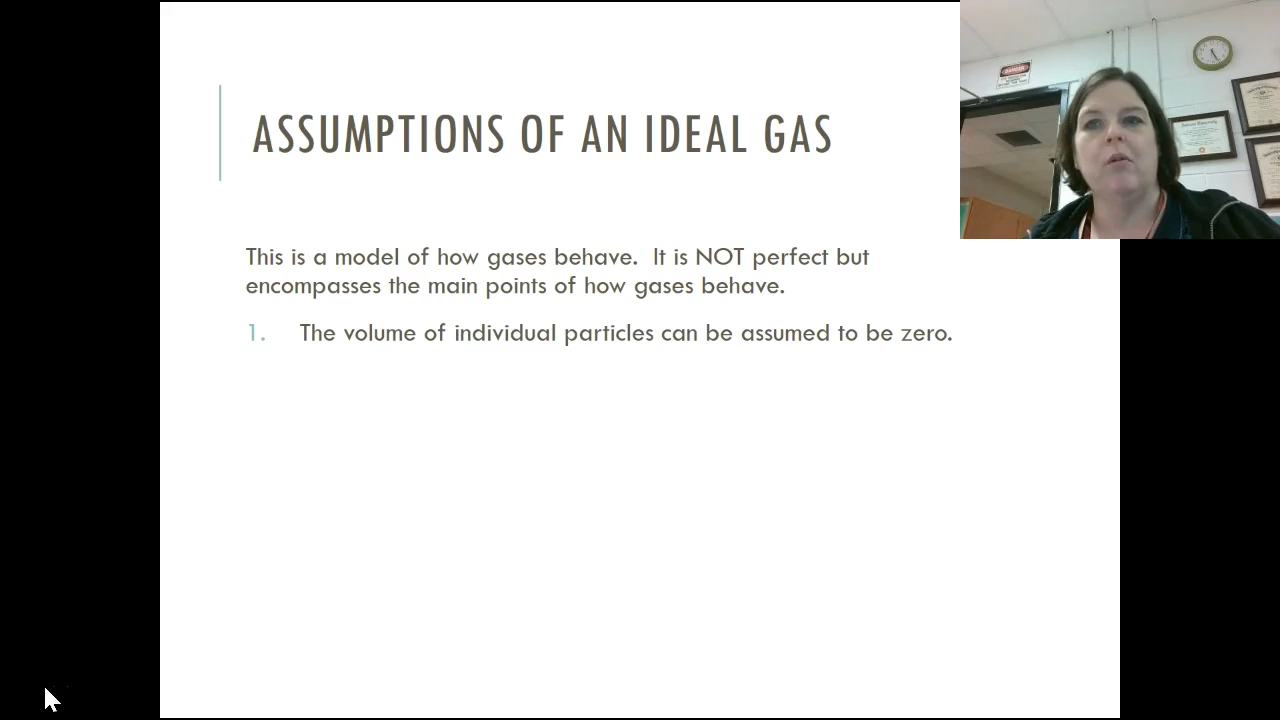 ASSUMPTIONS OF AN IDEAL GAS
This is a model of how gases behave.  It is NOT perfect but
encompasses the main points of how gases behave.
1. The volume of individual particles can be assumed to be zero.
DANGER